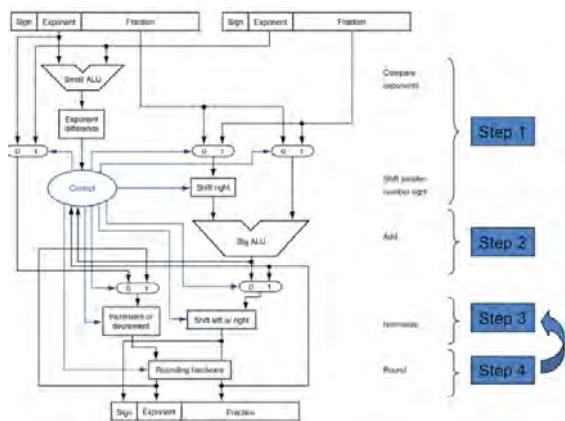 Sign Exponent Fraction
Sign Exponent Fraction
Small ALU
Compare
exponents
Exponent
difference
Step 1
0 1
0 1
0 1
Control
Shift right
Shift smaller
number right
Big ALU
Add
Step 2
0 1
0 1
Increment or
decrement
Shift left or right
Normalize
Step 3
Rounding hardware
Round
Step 4
Sign Exponent Fraction